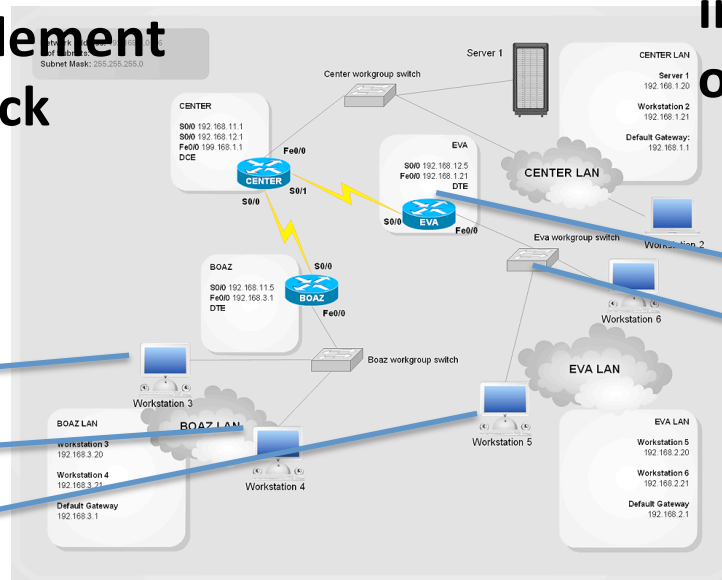 lement
ck
of Subnets:
Subnet Mask: 255.255.255.0
Server 1
Center workgroup switch
CENTER LAN
Server 1
192.168.1.20
Workstation 2
192.168.1.21
Default Gateway:
192.168.1.1
CENTER
S0/0 192.168.11.1
S0/0 192.168.12.1
Fe0/0 199.168.1.1
DCE
Fe0/0
CENTER
S0/1
S0/0
EVA
S0/0 192.168.12.5
Fe0/0 192.168.1.21
DTE
S0/0
EVA
Fe0/0
CENTER LAN
Workstation 2
Eva workgroup switch
Workstation 6
BOAZ
S0/0 192.168.11.5
Fe0/0 192.168.3.1
DTE
S0/0
BOAZ
Fe0/0
Boaz workgroup switch
Workstation 3
EVA LAN
BOAZ LAN
Workstation 5
Workstation 4
BOAZ LAN
Workstation 3
192.168.3.20
Workstation 4
192.168.3.21
Default Gateway
192.168.3.1
EVA LAN
Workstation 5
192.168.2.20
Workstation 6
192.168.2.21
Default Gateway
192.168.2.1